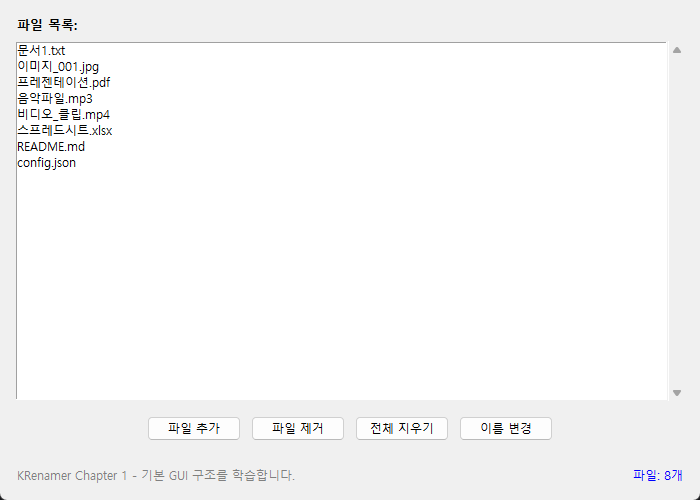 파일 목록:
문서1.txt
이미지_001.jpg
프레젠테이션.pdf
음악파일.mp3
비디오_클립.mp4
스프레드시트.xlsx
README.md
config.json
파일 추가 파일 제거 전체 지우기 이름 변경
KRenamer Chapter 1 - 기본 GUI 구조를 학습합니다. 파일: 8개